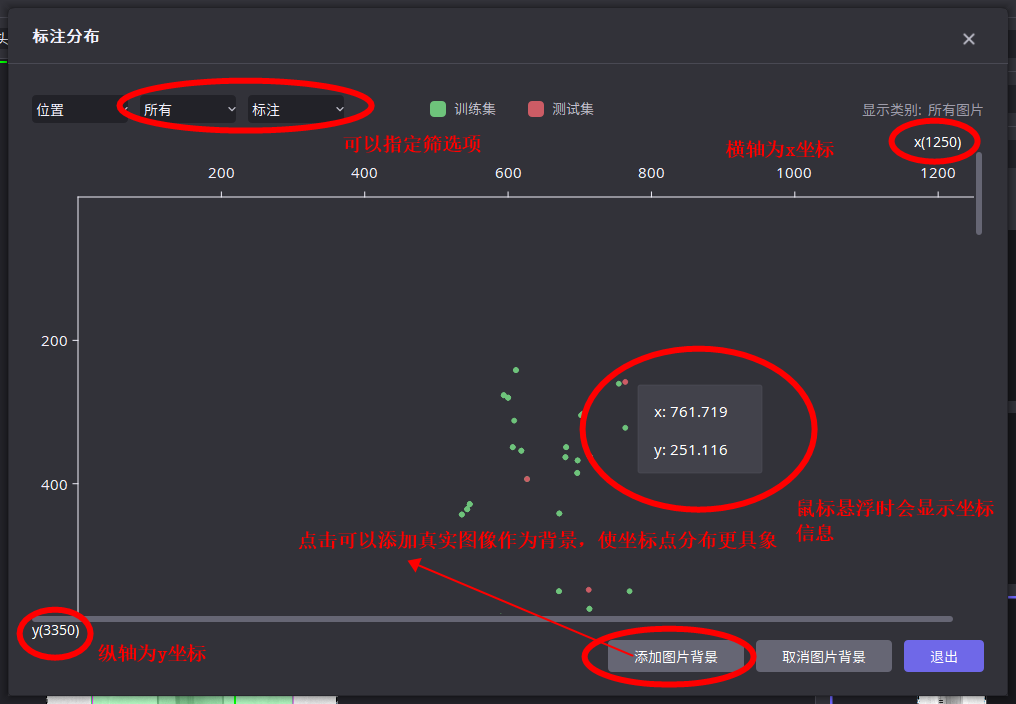 标注分布
位置
所有
标注
训练集
测试集
显示类别: 所有图片
可以指定筛选项
横轴为x坐标
x(1250)
200
400
600
800
1000
1200
200
400
x: 761.719
y: 251.116
鼠标悬浮时会显示坐标
信息
点击可以添加真实图像作为背景，使坐标点分布更具象
y(3350)
纵轴为y坐标
添加图片背景
取消图片背景
退出